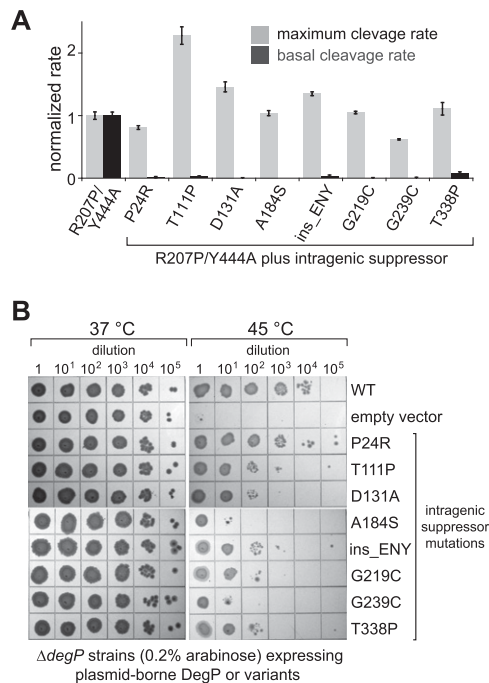 A
maximum clevage rate
basal cleavage rate
normalized rate
2
1
0
R207P/
Y444A
P24R
T111P
D131A
A184S
ins_ENY
G219C
G239C
T338P
R207P/Y444A plus intragenic suppressor
B
37 °C 45 °C
dilution dilution
1 10¹ 10² 10³ 10⁴ 10⁵ 1 10¹ 10² 10³ 10⁴ 10⁵
WT
empty vector
P24R
T111P
D131A
A184S
ins_ENY
G219C
G239C
T338P
intragenic
suppressor
mutations
ΔdegP strains (0.2% arabinose) expressing
plasmid-borne DegP or variants